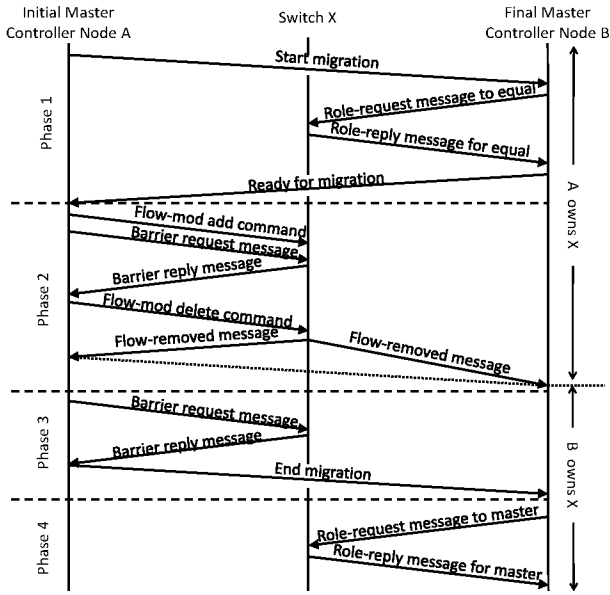 Initial Master
Controller Node A
Switch X
Final Master
Controller Node B
Start migration
Role-request message to equal
Role-reply message for equal
Ready for migration
Phase 1
A owns X
Flow-mod add command
Barrier request message
Barrier reply message
Flow-mod delete command
Flow-removed message
Flow-removed message
Phase 2
Barrier request message
Barrier reply message
End migration
Phase 3
B owns X
Role-request message to master
Role-reply message for master
Phase 4